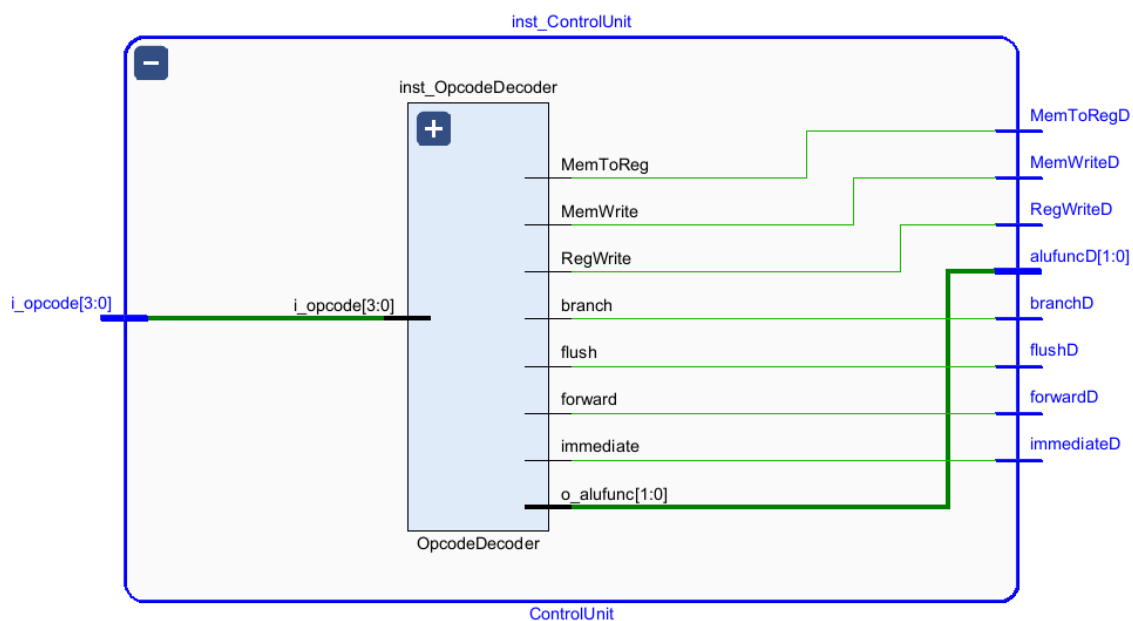 inst_ControlUnit
inst_OpcodeDecoder
MemToRegD
MemToReg
MemWriteD
MemWrite
RegWriteD
RegWrite
alufuncD[1:0]
i_opcode[3:0]
i_opcode[3:0]
branch
branchD
flush
flushD
forward
forwardD
immediate
immediateD
o_alufunc[1:0]
OpcodeDecoder
ControlUnit